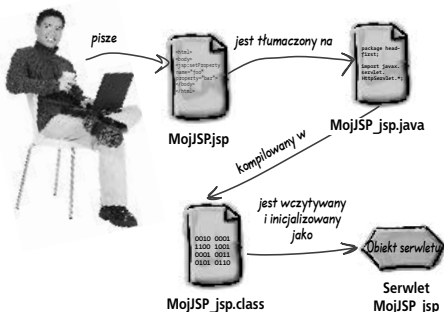 pisze
<html>
<body>
<jsp:setProperty
name="foo"
property="bar">
</body>
</html>
MojJSP.jsp
jest tłumaczony na
package head-
first;
import javax.
servlet.
HttpServlet.*;
MojJSP_jsp.java
kompilowany w
0010 0001
1100 1001
0001 0011
0101 0110
MojJSP_jsp.class
jest wczytywany
i inicjalizowany
jako
Obiekt serwletu
Serwlet
MojJSP_jsp